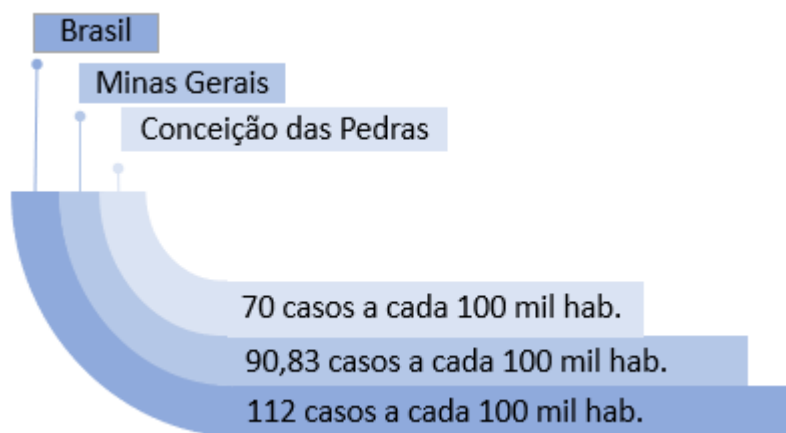 Brasil
Minas Gerais
Conceição das Pedras
70 casos a cada 100 mil hab.
90,83 casos a cada 100 mil hab.
112 casos a cada 100 mil hab.